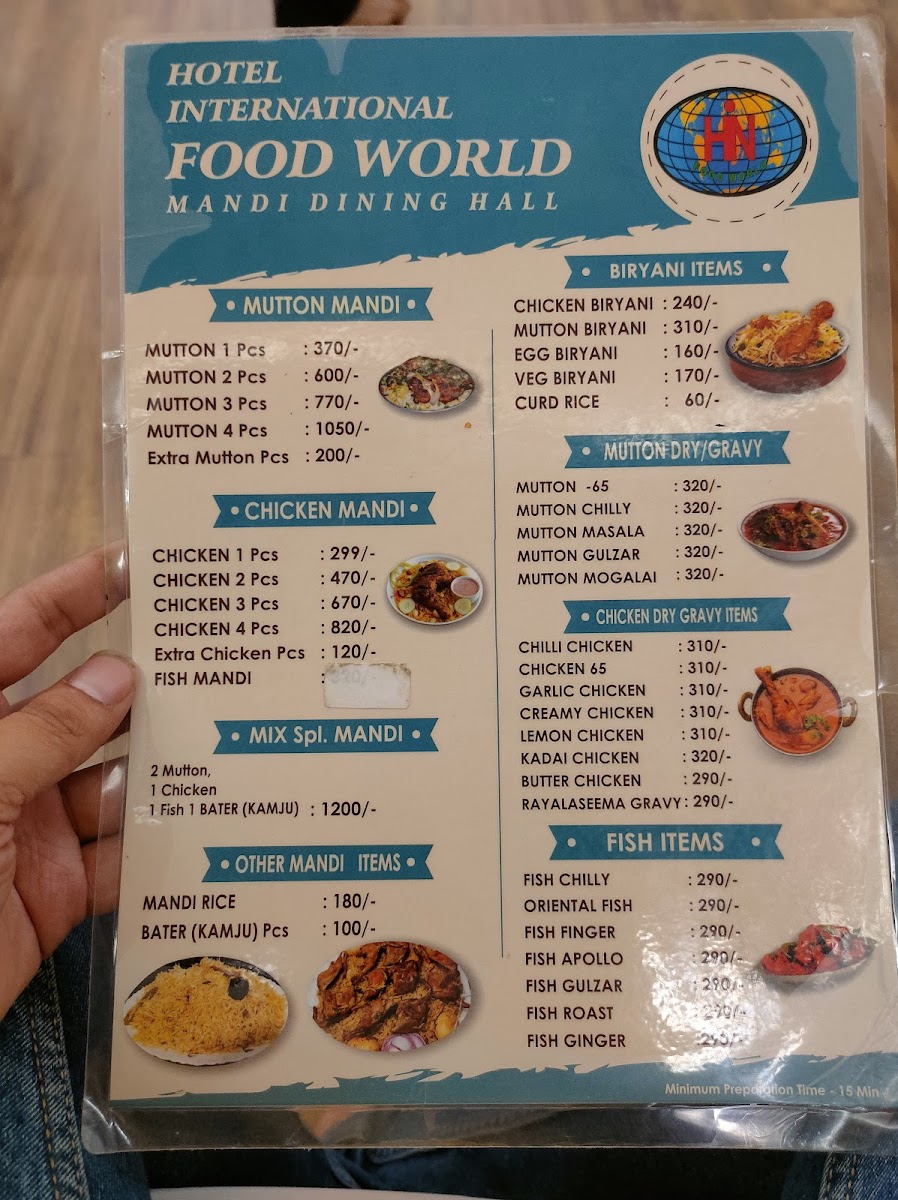 HOTEL
INTERNATIONAL
FOOD WORLD
MANDI DINING HALL
HIN
FOOD WORLD
• MUTTON MANDI •
MUTTON 1 Pcs : 370/-
MUTTON 2 Pcs : 600/-
MUTTON 3 Pcs : 770/-
MUTTON 4 Pcs : 1050/-
Extra Mutton Pcs : 200/-
• CHICKEN MANDI •
CHICKEN 1 Pcs : 299/-
CHICKEN 2 Pcs : 470/-
CHICKEN 3 Pcs : 670/-
CHICKEN 4 Pcs : 820/-
Extra Chicken Pcs : 120/-
FISH MANDI :
• MIX Spl. MANDI •
2 Mutton,
1 Chicken
1 Fish 1 BATER (KAMJU) : 1200/-
• OTHER MANDI ITEMS •
MANDI RICE : 180/-
BATER (KAMJU) Pcs : 100/-
• BIRYANI ITEMS •
CHICKEN BIRYANI : 240/-
MUTTON BIRYANI : 310/-
EGG BIRYANI : 160/-
VEG BIRYANI : 170/-
CURD RICE : 60/-
• MUTTON DRY/GRAVY
MUTTON -65 : 320/-
MUTTON CHILLY : 320/-
MUTTON MASALA : 320/-
MUTTON GULZAR : 320/-
MUTTON MOGALAI : 320/-
• CHICKEN DRY GRAVY ITEMS
CHILLI CHICKEN : 310/-
CHICKEN 65 : 310/-
GARLIC CHICKEN : 310/-
CREAMY CHICKEN : 310/-
LEMON CHICKEN : 310/-
KADAI CHICKEN : 320/-
BUTTER CHICKEN : 290/-
RAYALASEEMA GRAVY : 290/-
• FISH ITEMS •
FISH CHILLY : 290/-
ORIENTAL FISH : 290/-
FISH FINGER : 290/-
FISH APOLLO : 290/-
FISH GULZAR : 290/-
FISH ROAST : 290/-
FISH GINGER : 290/-
Minimum Preparation Time - 15 Min